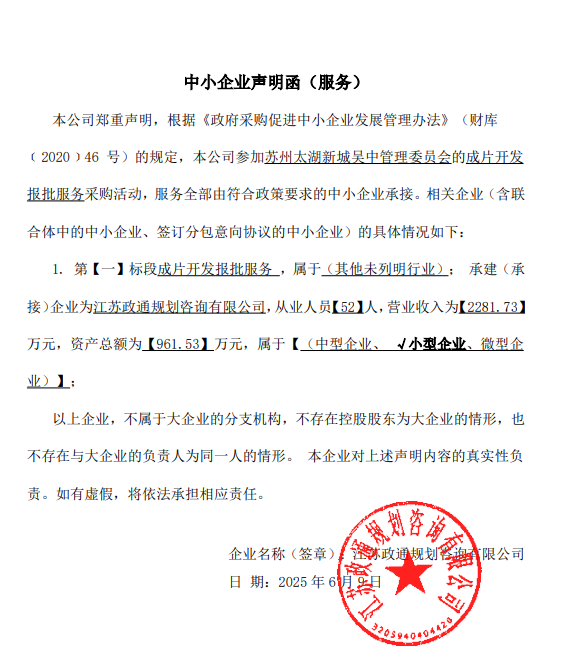 中小企业声明函（服务）
本公司郑重声明，根据《政府采购促进中小企业发展管理办法》（财库
﹝2020﹞46 号）的规定，本公司参加苏州太湖新城吴中管理委员会的成片开发
报批服务采购活动，服务全部由符合政策要求的中小企业承接。相关企业（含联
合体中的中小企业、签订分包意向协议的中小企业）的具体情况如下：
1. 第【一】标段成片开发报批服务 ，属于（其他未列明行业）； 承建（承
接）企业为江苏政通规划咨询有限公司，从业人员【52】人，营业收入为【2281.73】
万元，资产总额为【961.53】万元，属于【（中型企业、 √小型企业、微型企
业）】；
以上企业，不属于大企业的分支机构，不存在控股股东为大企业的情形，也
不存在与大企业的负责人为同一人的情形。 本企业对上述声明内容的真实性负
责。如有虚假，将依法承担相应责任。
企业名称（签章）：江苏政通规划咨询有限公司
日 期：2025 年 6 月 9 日
江苏政通规划咨询有限公司
3205940404426